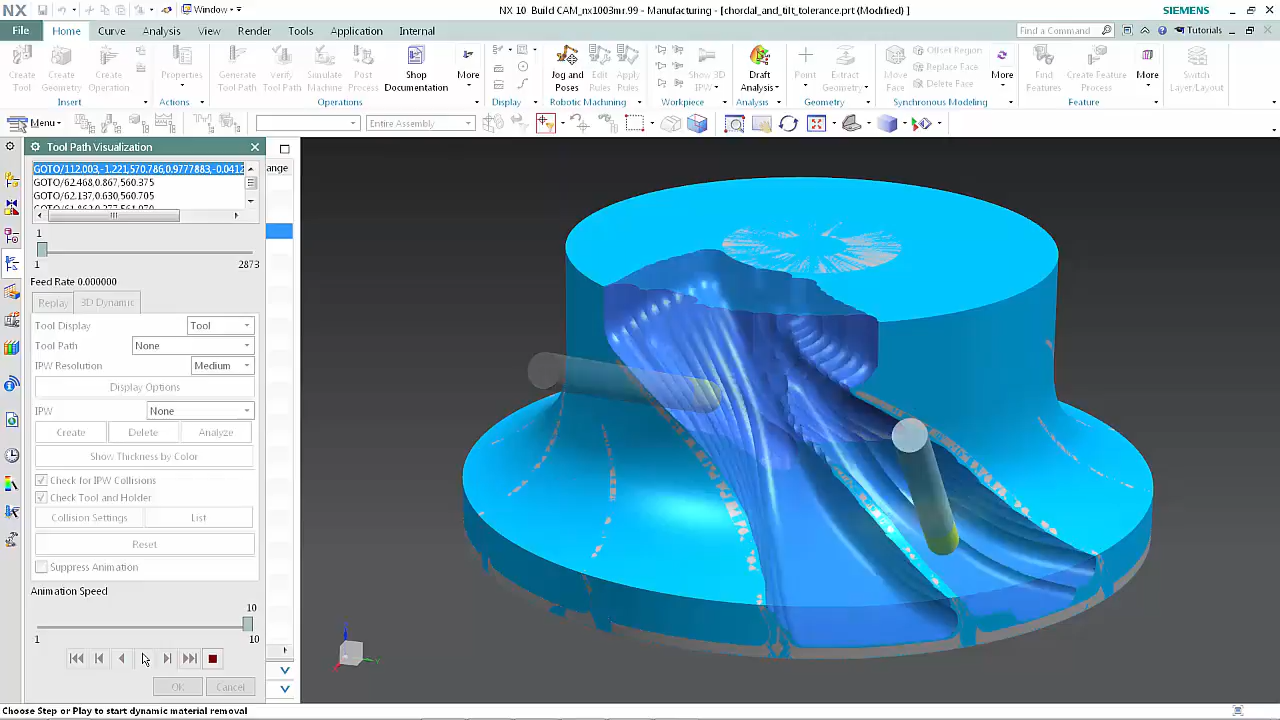 NX Window NX 10_Build CAM_nx1003mr.99 - Manufacturing - [chordal_and_tilt_tolerance.prt (Modified) ] SIEMENS
File Home Curve Analysis View Render Tools Application Internal Find a Command Tutorials
Create Tool Create Geometry Create Operation Properties Generate Path Verify Tool Path Simulate Machine Post Process Shop Documentation More Jog and Poses Edit Rules Apply Rules Show 3D IPW Draft Analysis Point Extract Geometry Move Face Offset Region Replace Face Delete Face More Find Features Create Feature Process More Switch Layer/Layout
Insert Actions Operations Display Robotic Machining Workpiece Analysis Geometry Synchronous Modeling Feature
Menu Entire Assembly
Tool Path Visualization
ange
GOTO/112.003,-1.221,570.786,0.9777883,-0.0412
GOTO/62.468,0.867,560.375
GOTO/62.137,0.630,560.705
1
1 2873
Feed Rate 0.000000
Replay 3D Dynamic
Tool Display Tool
Tool Path None
IPW Resolution Medium
Display Options
IPW None
Create Delete Analyze
Show Thickness by Color
Check for IPW Collisions
Check Tool and Holder
Collision Settings List
Reset
Suppress Animation
Animation Speed
10
1 10
OK Cancel
Choose Step or Play to start dynamic material removal